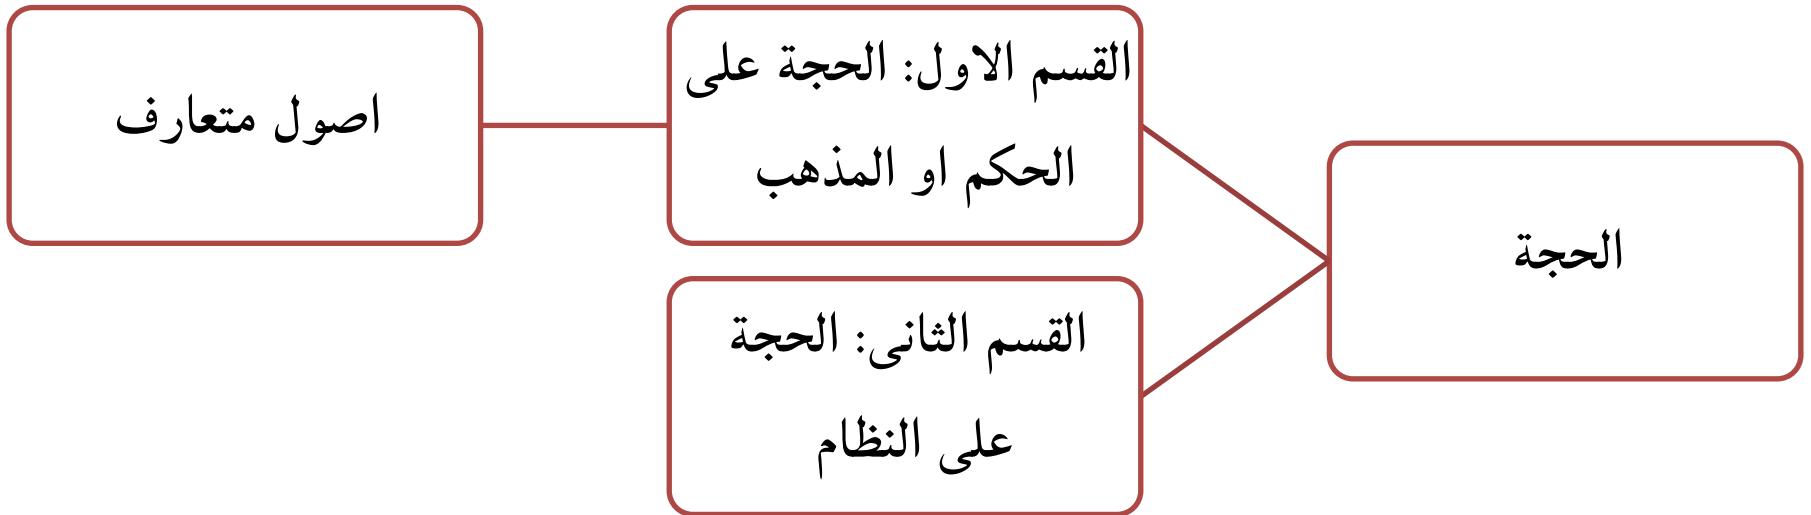 الحجة
القسم الاول: الحجة على
الحكم او المذهب
اصول متعارف
القسم الثانى: الحجة
على النظام